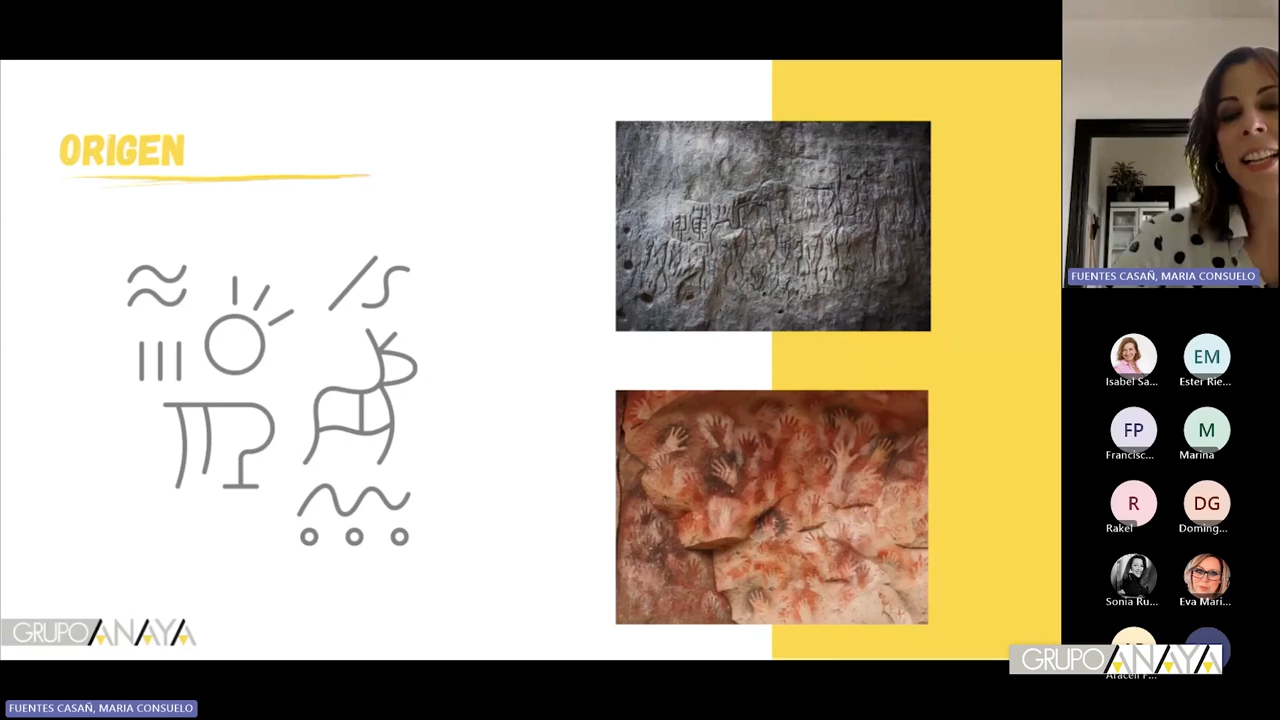 ORIGEN
GRUPO ANAYA
FUENTES CASAÑ, MARIA CONSUELO
FUENTES CASAÑ, MARIA CONSUELO
Isabel Sa...
EM
Ester Rie...
FP
Francisc...
M
Marina
R
Rakel
DG
Doming...
Sonia Ru...
Eva Mari...
GRUPO ANAYA